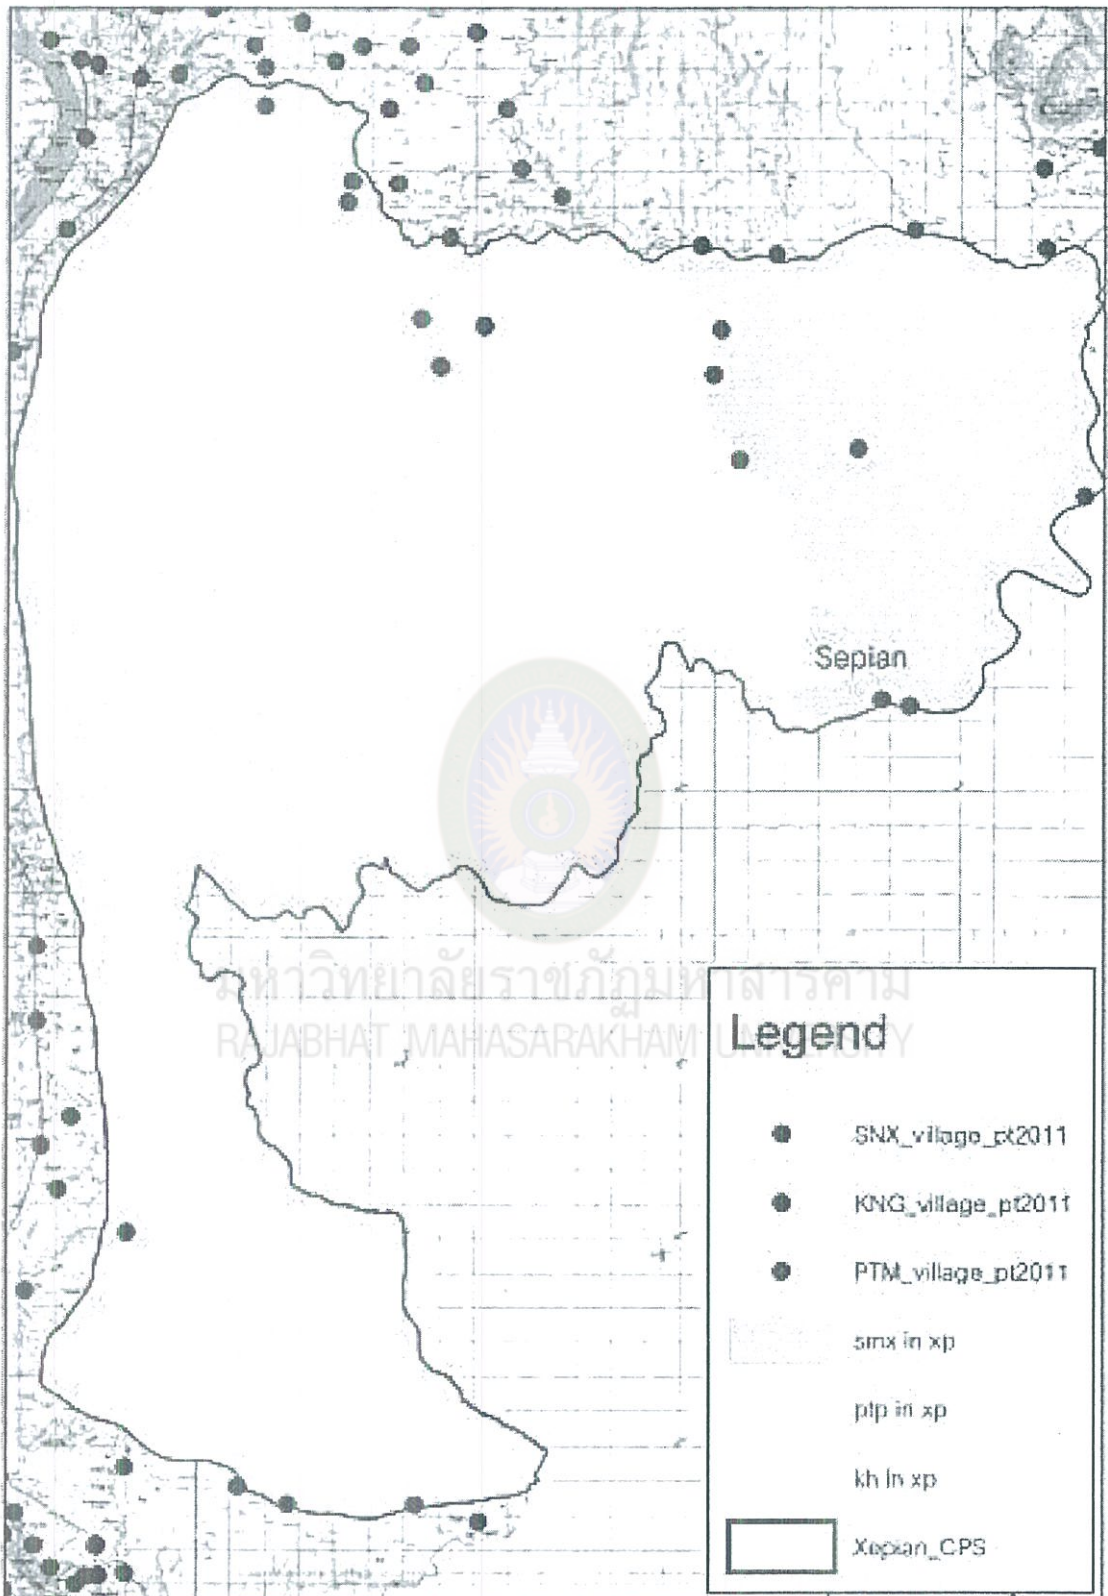 Sepian
มหาวิทยาลัยราชภัฏมหาสารคาม
RAJABHAT MAHASARAKHAM UNIVERSITY
Legend
SNX_village_pt2011
KNG_village_pt2011
PTM_village_pt2011
smx in xp
ptp in xp
kh in xp
Xepian_CPS